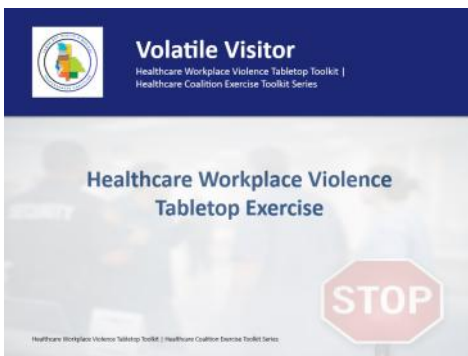 Volatile Visitor
Healthcare Workplace Violence Tabletop Toolkit |
Healthcare Coalition Exercise Toolkit Series
Healthcare Workplace Violence
Tabletop Exercise
SECURITY
STOP
Healthcare Workplace Violence Tabletop Toolkit | Healthcare Coalition Exercise Toolkit Series